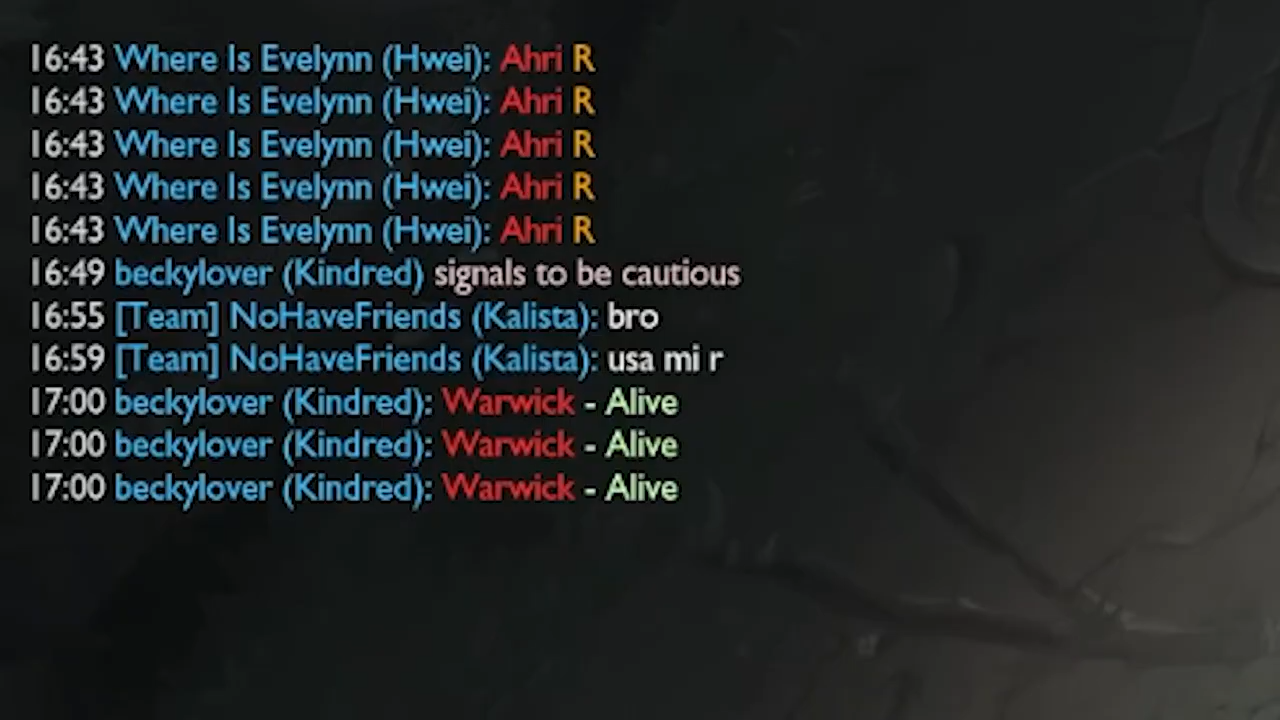 16:43 Where Is Evelynn (Hwei): Ahri R
16:43 Where Is Evelynn (Hwei): Ahri R
16:43 Where Is Evelynn (Hwei): Ahri R
16:43 Where Is Evelynn (Hwei): Ahri R
16:43 Where Is Evelynn (Hwei): Ahri R
16:49 beckylover (Kindred) signals to be cautious
16:55 [Team] NoHaveFriends (Kalista): bro
16:59 [Team] NoHaveFriends (Kalista): usa mi r
17:00 beckylover (Kindred): Warwick - Alive
17:00 beckylover (Kindred): Warwick - Alive
17:00 beckylover (Kindred): Warwick - Alive